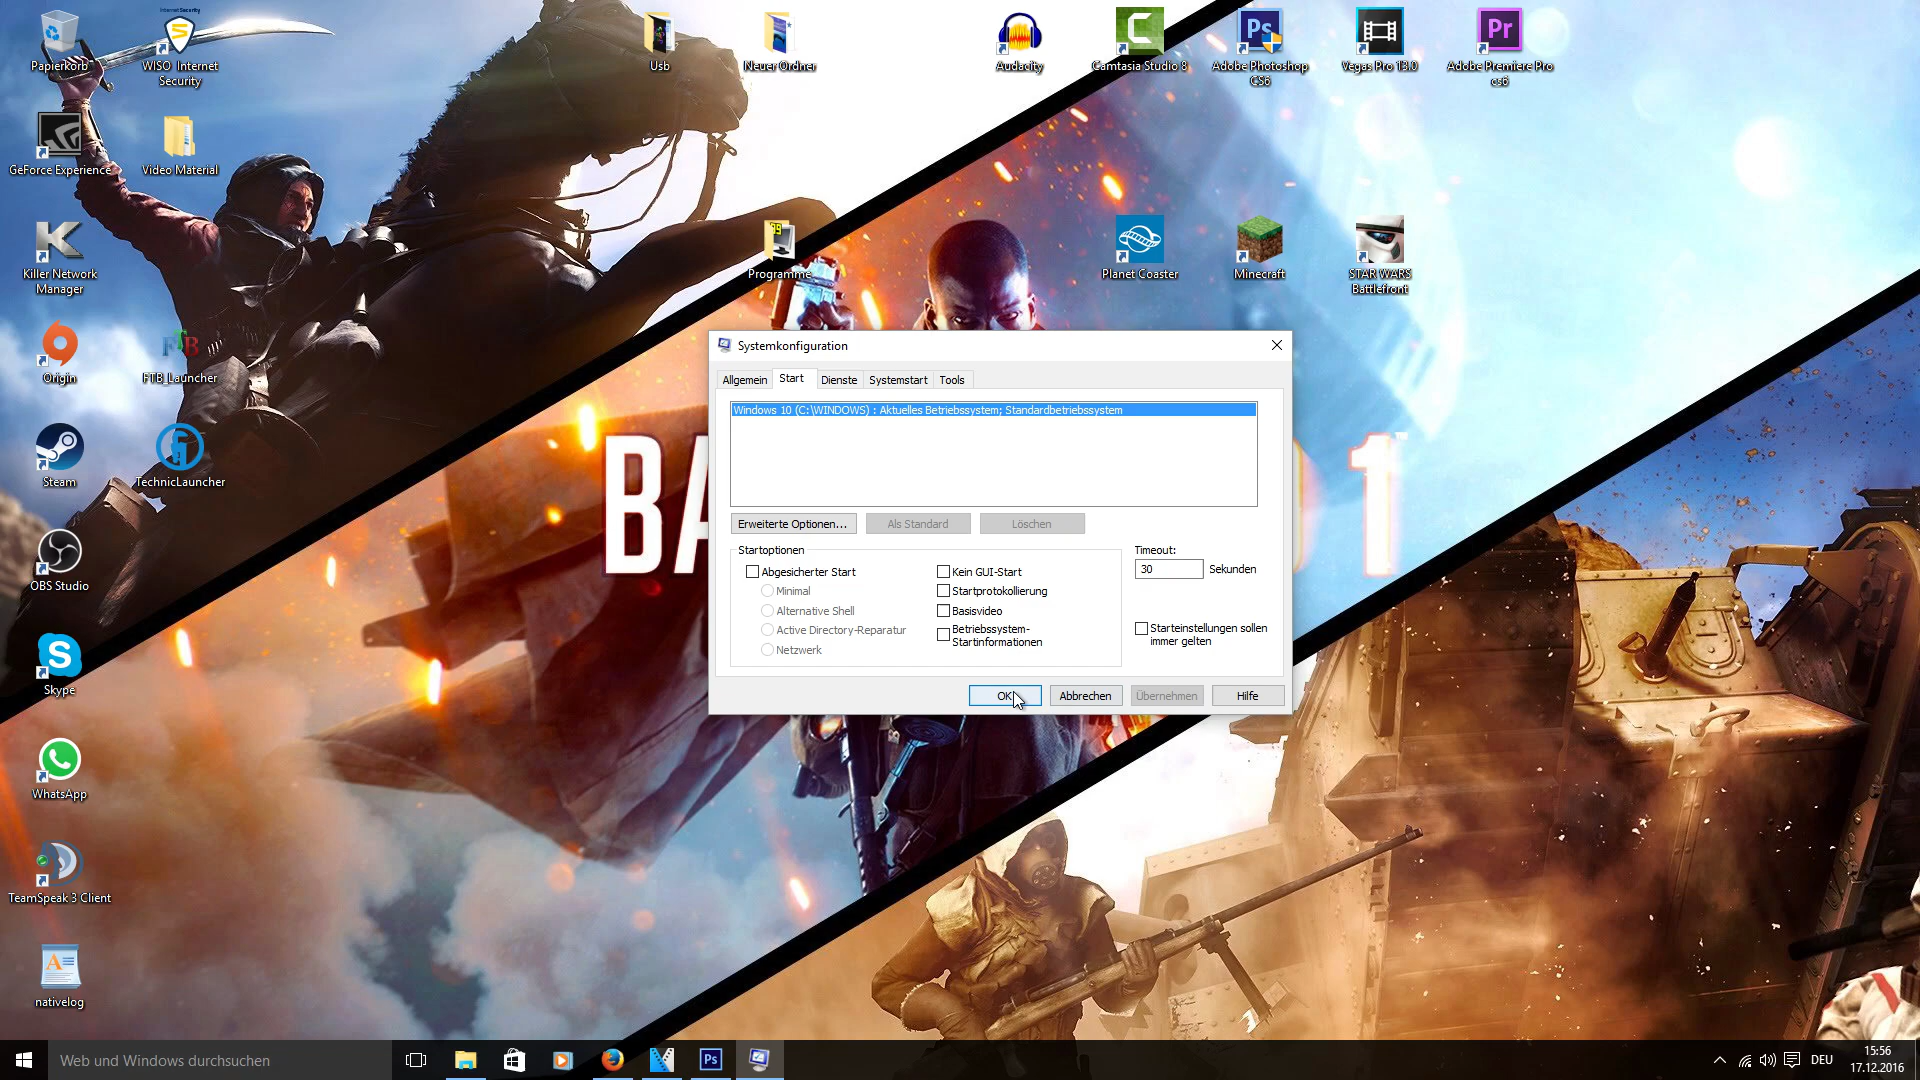 Papierkorb
Internet Security
WISO Internet
Security
Usb
Neuer Ordner
Audacity
Camtasia Studio 8
Adobe Photoshop
CS6
Vegas Pro 13.0
Adobe Premiere Pro
cs6
GeForce Experience
Video Material
Killer Network
Manager
Programme
Planet Coaster
Minecraft
STAR WARS
Battlefront
Origin
FTB_Launcher
Steam
TechnicLauncher
OBS Studio
Skype
WhatsApp
TeamSpeak 3 Client
nativelog
BA
1
Systemkonfiguration
Allgemein
Start
Dienste
Systemstart
Tools
Windows 10 (C:\WINDOWS) : Aktuelles Betriebssystem; Standardbetriebssystem
Erweiterte Optionen...
Als Standard
Löschen
Startoptionen
Abgesicherter Start
Minimal
Alternative Shell
Active Directory-Reparatur
Netzwerk
Kein GUI-Start
Startprotokollierung
Basisvideo
Betriebssystem-
Startinformationen
Timeout:
30
Sekunden
Starteinstellungen sollen
immer gelten
OK
Abbrechen
Übernehmen
Hilfe
Web und Windows durchsuchen
DEU
15:56
17.12.2016